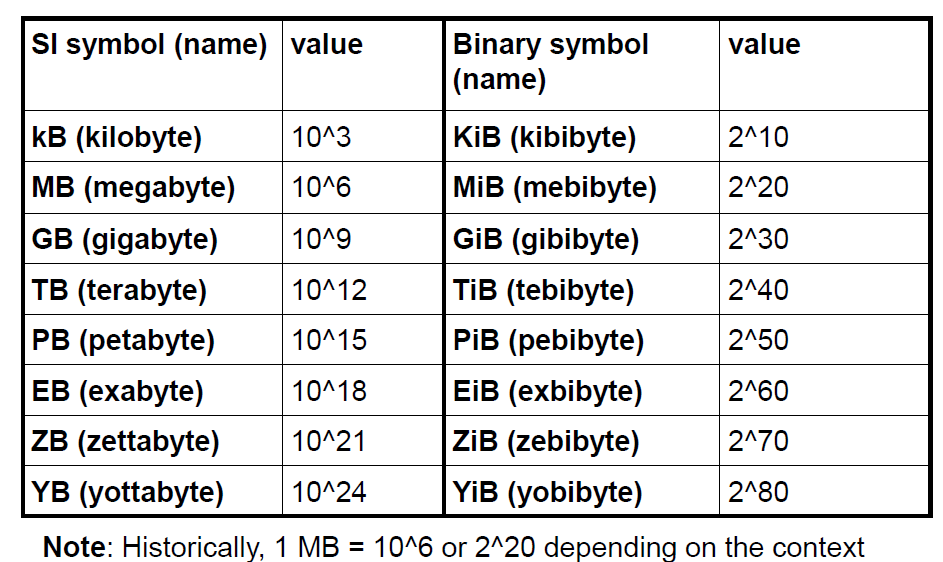 SI symbol (name) value Binary symbol (name) value
kB (kilobyte) 10^3 KiB (kibibyte) 2^10
MB (megabyte) 10^6 MiB (mebibyte) 2^20
GB (gigabyte) 10^9 GiB (gibibyte) 2^30
TB (terabyte) 10^12 TiB (tebibyte) 2^40
PB (petabyte) 10^15 PiB (pebibyte) 2^50
EB (exabyte) 10^18 EiB (exbibyte) 2^60
ZB (zettabyte) 10^21 ZiB (zebibyte) 2^70
YB (yottabyte) 10^24 YiB (yobibyte) 2^80
Note: Historically, 1 MB = 10^6 or 2^20 depending on the context